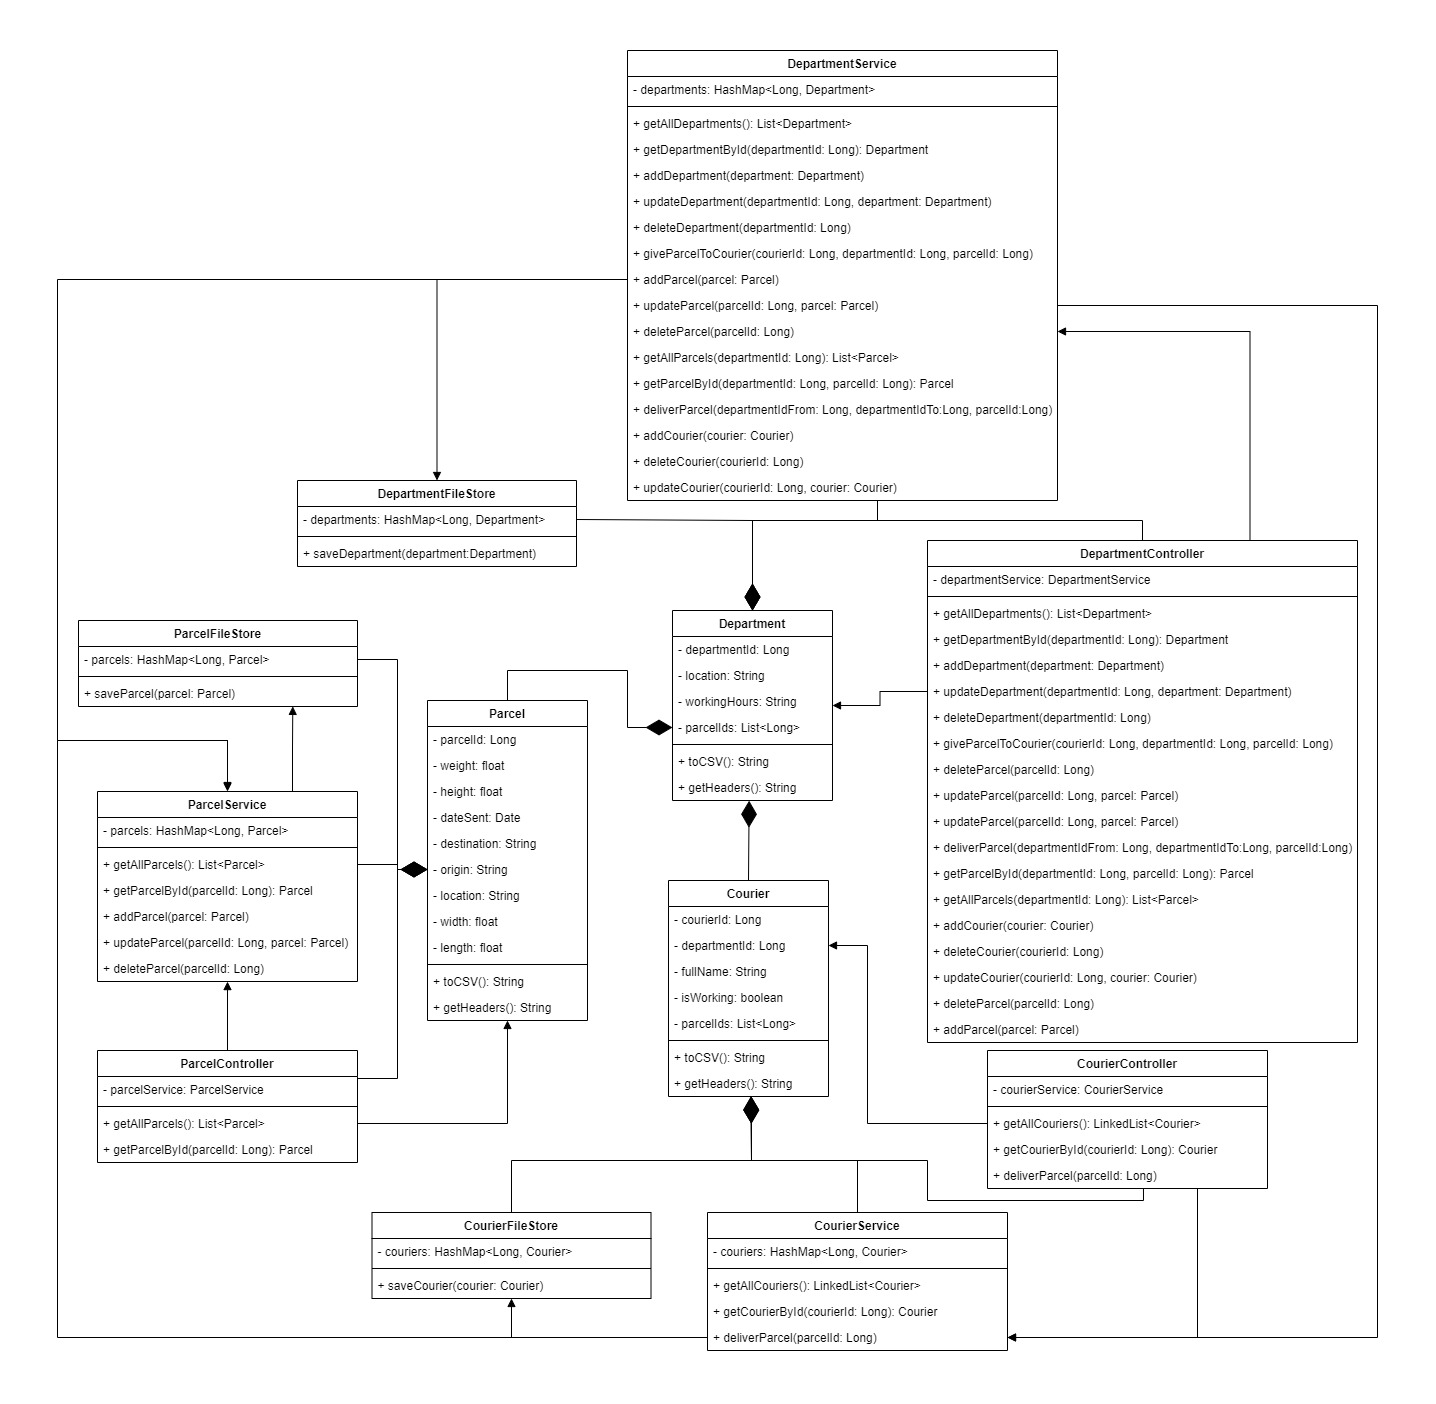 DepartmentService
- departments: HashMap<Long, Department>
+ getAllDepartments(): List<Department>
+ getDepartmentById(departmentId: Long): Department
+ addDepartment(department: Department)
+ updateDepartment(departmentId: Long, department: Department)
+ deleteDepartment(departmentId: Long)
+ giveParcelToCourier(courierId: Long, departmentId: Long, parcelId: Long)
+ addParcel(parcel: Parcel)
+ updateParcel(parcelId: Long, parcel: Parcel)
+ deleteParcel(parcelId: Long)
+ getAllParcels(departmentId: Long): List<Parcel>
+ getParcelById(departmentId: Long, parcelId: Long): Parcel
+ deliverParcel(departmentIdFrom: Long, departmentIdTo:Long, parcelId:Long)
+ addCourier(courier: Courier)
+ deleteCourier(courierId: Long)
+ updateCourier(courierId: Long, courier: Courier)
DepartmentFileStore
- departments: HashMap<Long, Department>
+ saveDepartment(department:Department)
DepartmentController
- departmentService: DepartmentService
+ getAllDepartments(): List<Department>
+ getDepartmentById(departmentId: Long): Department
+ addDepartment(department: Department)
+ updateDepartment(departmentId: Long, department: Department)
+ deleteDepartment(departmentId: Long)
+ giveParcelToCourier(courierId: Long, departmentId: Long, parcelId: Long)
+ deleteParcel(parcelId: Long)
+ updateParcel(parcelId: Long, parcel: Parcel)
+ updateParcel(parcelId: Long, parcel: Parcel)
+ deliverParcel(departmentIdFrom: Long, departmentIdTo:Long, parcelId:Long)
+ getParcelById(departmentId: Long, parcelId: Long): Parcel
+ getAllParcels(departmentId: Long): List<Parcel>
+ addCourier(courier: Courier)
+ deleteCourier(courierId: Long)
+ updateCourier(courierId: Long, courier: Courier)
+ deleteParcel(parcelId: Long)
+ addParcel(parcel: Parcel)
Department
- departmentId: Long
- location: String
- workingHours: String
- parcelIds: List<Long>
+ toCSV(): String
+ getHeaders(): String
ParcelFileStore
- parcels: HashMap<Long, Parcel>
+ saveParcel(parcel: Parcel)
Parcel
- parcelId: Long
- weight: float
- height: float
- dateSent: Date
- destination: String
- origin: String
- location: String
- width: float
- length: float
+ toCSV(): String
+ getHeaders(): String
ParcelService
- parcels: HashMap<Long, Parcel>
+ getAllParcels(): List<Parcel>
+ getParcelById(parcelId: Long): Parcel
+ addParcel(parcel: Parcel)
+ updateParcel(parcelId: Long, parcel: Parcel)
+ deleteParcel(parcelId: Long)
Courier
- courierId: Long
- departmentId: Long
- fullName: String
- isWorking: boolean
- parcelIds: List<Long>
+ toCSV(): String
+ getHeaders(): String
ParcelController
- parcelService: ParcelService
+ getAllParcels(): List<Parcel>
+ getParcelById(parcelId: Long): Parcel
CourierController
- courierService: CourierService
+ getAllCouriers(): LinkedList<Courier>
+ getCourierById(courierId: Long): Courier
+ deliverParcel(parcelId: Long)
CourierFileStore
- couriers: HashMap<Long, Courier>
+ saveCourier(courier: Courier)
CourierService
- couriers: HashMap<Long, Courier>
+ getAllCouriers(): LinkedList<Courier>
+ getCourierById(courierId: Long): Courier
+ deliverParcel(parcelId: Long)